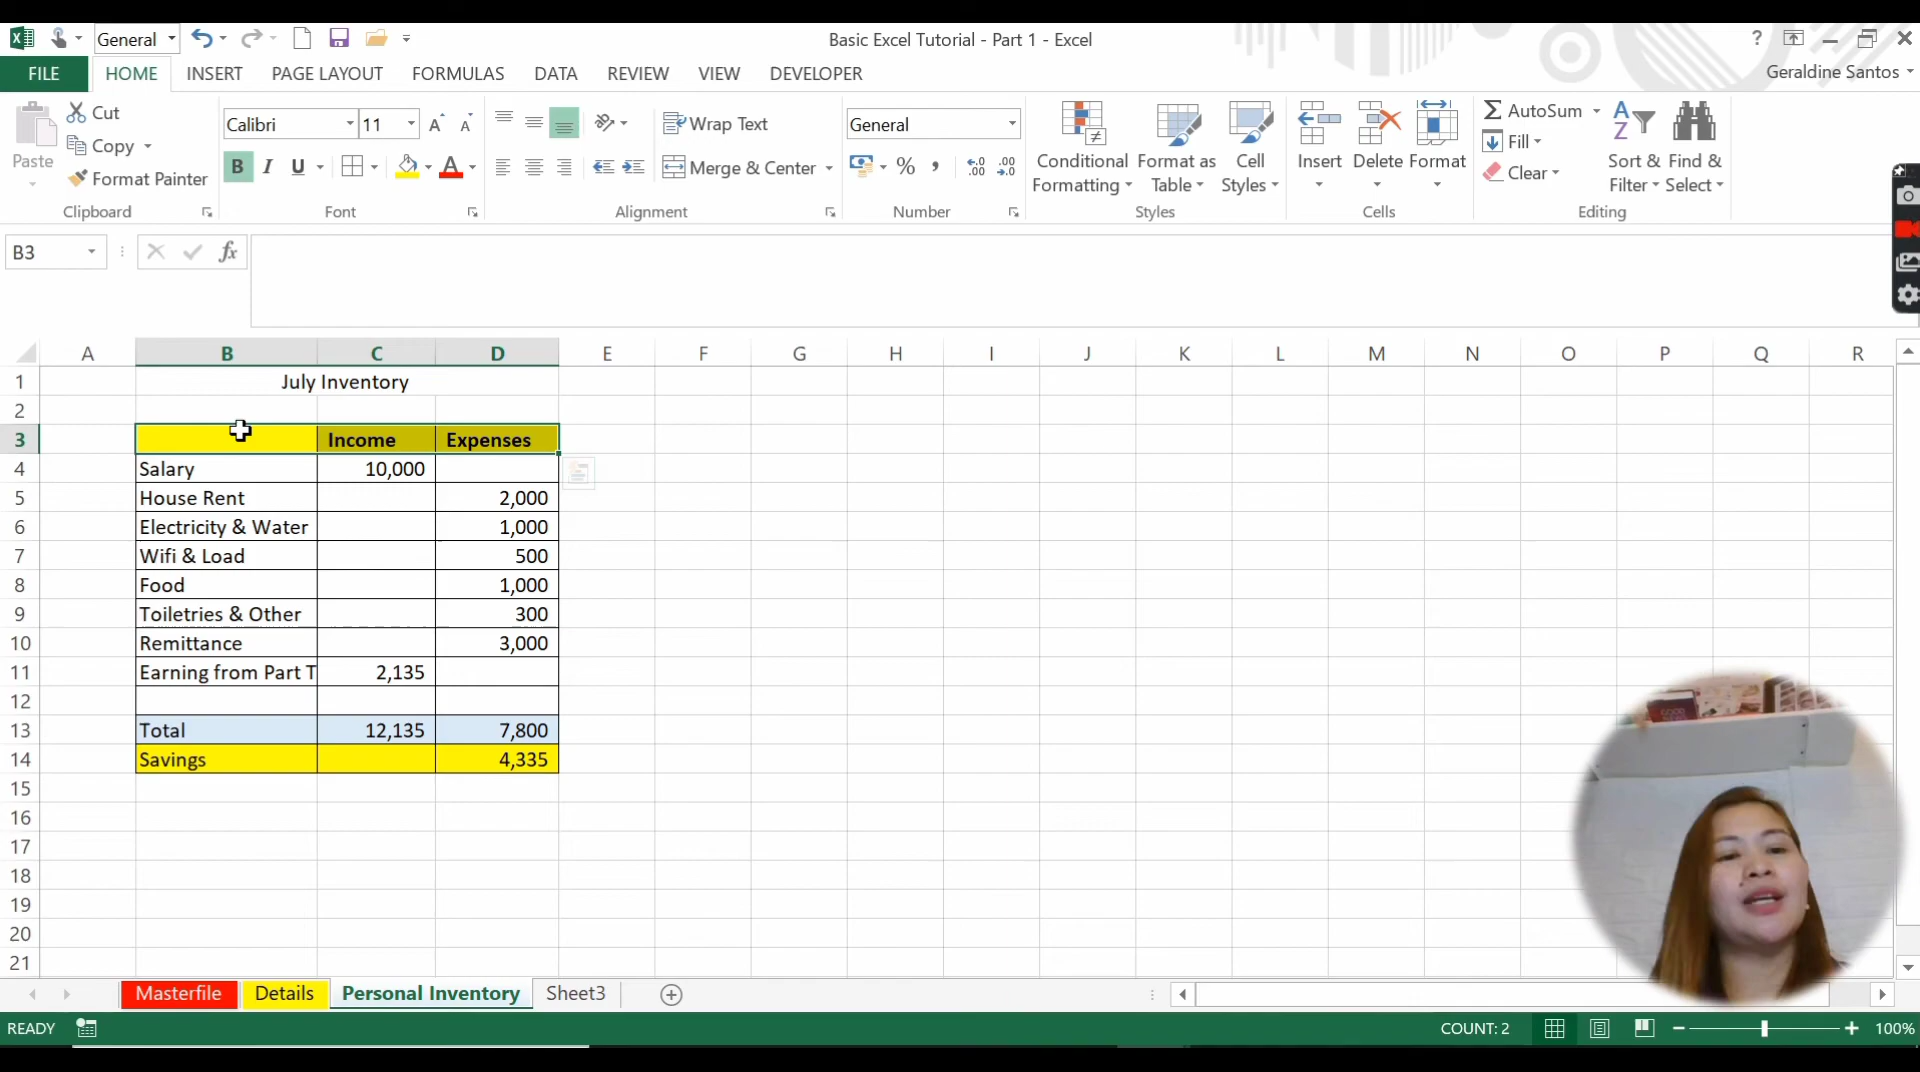 General
Basic Excel Tutorial - Part 1 - Excel
?
FILE HOME INSERT PAGE LAYOUT FORMULAS DATA REVIEW VIEW DEVELOPER
Geraldine Santos
Paste
Cut
Copy
Format Painter
Clipboard
Calibri 11
B I U
Font
Wrap Text
Merge & Center
Alignment
General
%
Number
Conditional Formatting
Format as Table
Cell Styles
Styles
Insert
Delete
Format
Cells
AutoSum
Fill
Clear
Sort & Filter
Find & Select
Editing
B3 fx
A B C D E F G H I J K L M N O P Q R
1 July Inventory
2
3 Income Expenses
4 Salary 10,000
5 House Rent 2,000
6 Electricity & Water 1,000
7 Wifi & Load 500
8 Food 1,000
9 Toiletries & Other 300
10 Remittance 3,000
11 Earning from Part T 2,135
12
13 Total 12,135 7,800
14 Savings 4,335
15
16
17
18
19
20
21
Masterfile Details Personal Inventory Sheet3
READY COUNT: 2 100%